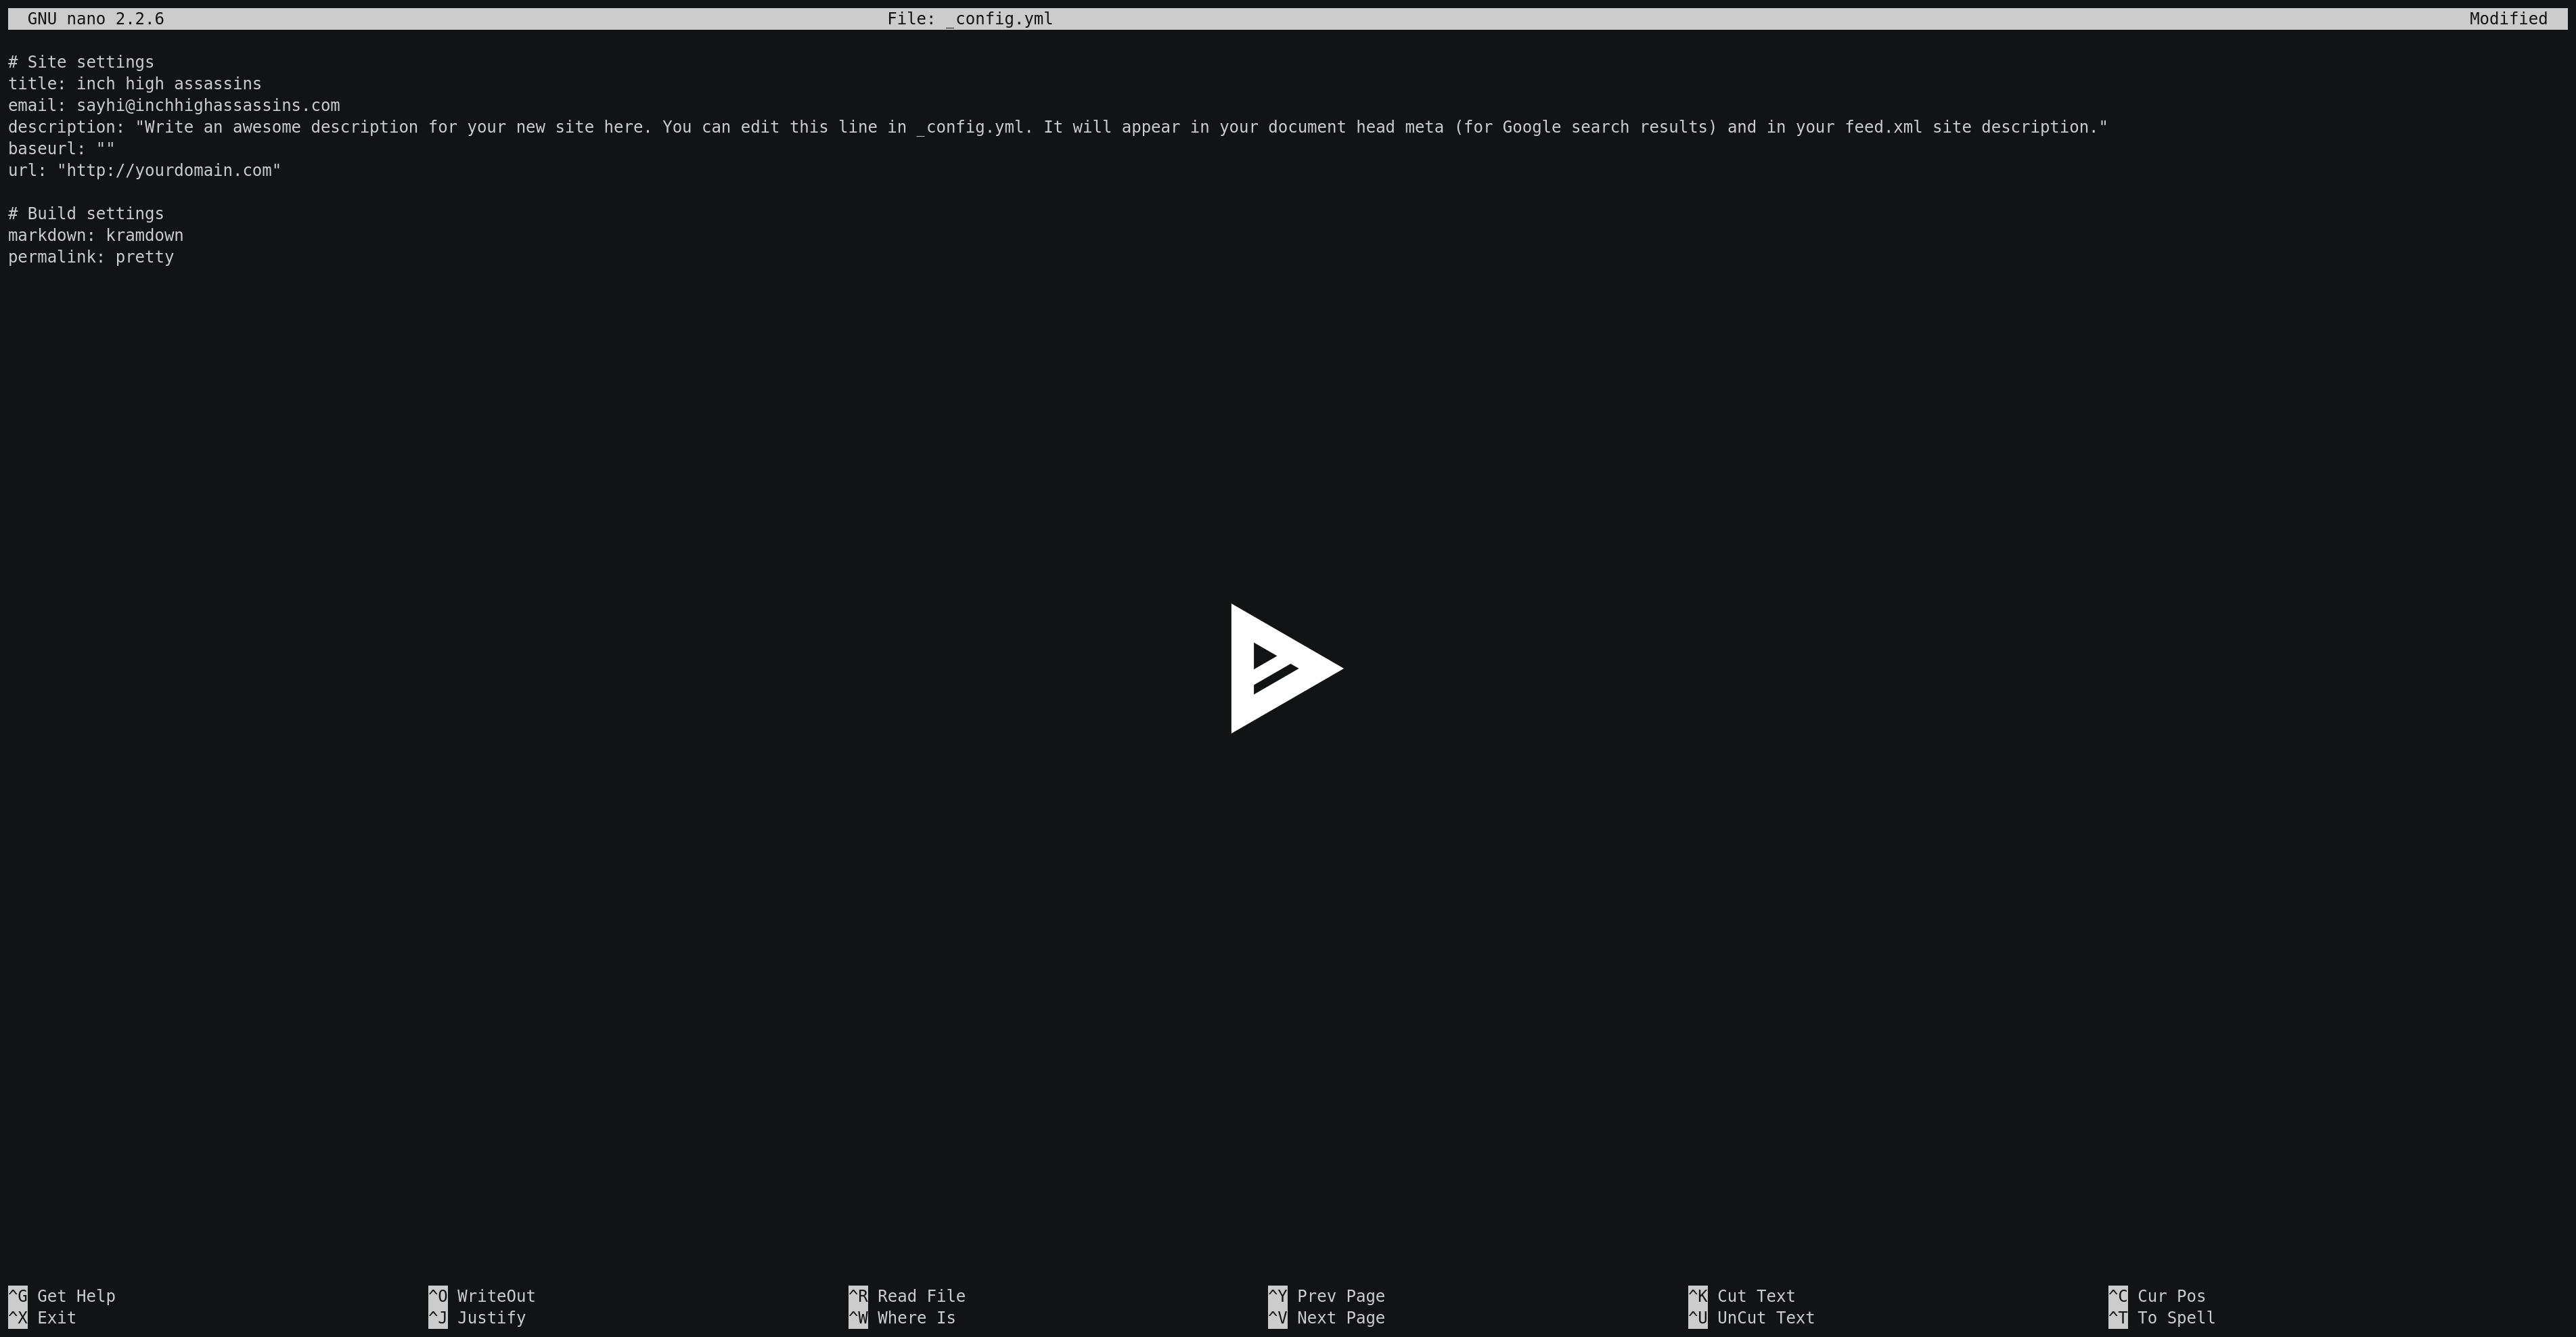 GNU nano 2.2.6 File: _config.yml Modified
# Site settings
title: inch high assassins
email: sayhi@inchhighassassins.com
description: "Write an awesome description for your new site here. You can edit this line in _config.yml. It will appear in your document head meta (for Google search results) and in your feed.xml site description."
baseurl: ""
url: "http://yourdomain.com"
# Build settings
markdown: kramdown
permalink: pretty
^G Get Help ^O WriteOut ^R Read File ^Y Prev Page ^K Cut Text ^C Cur Pos
^X Exit ^J Justify ^W Where Is ^V Next Page ^U UnCut Text ^T To Spell